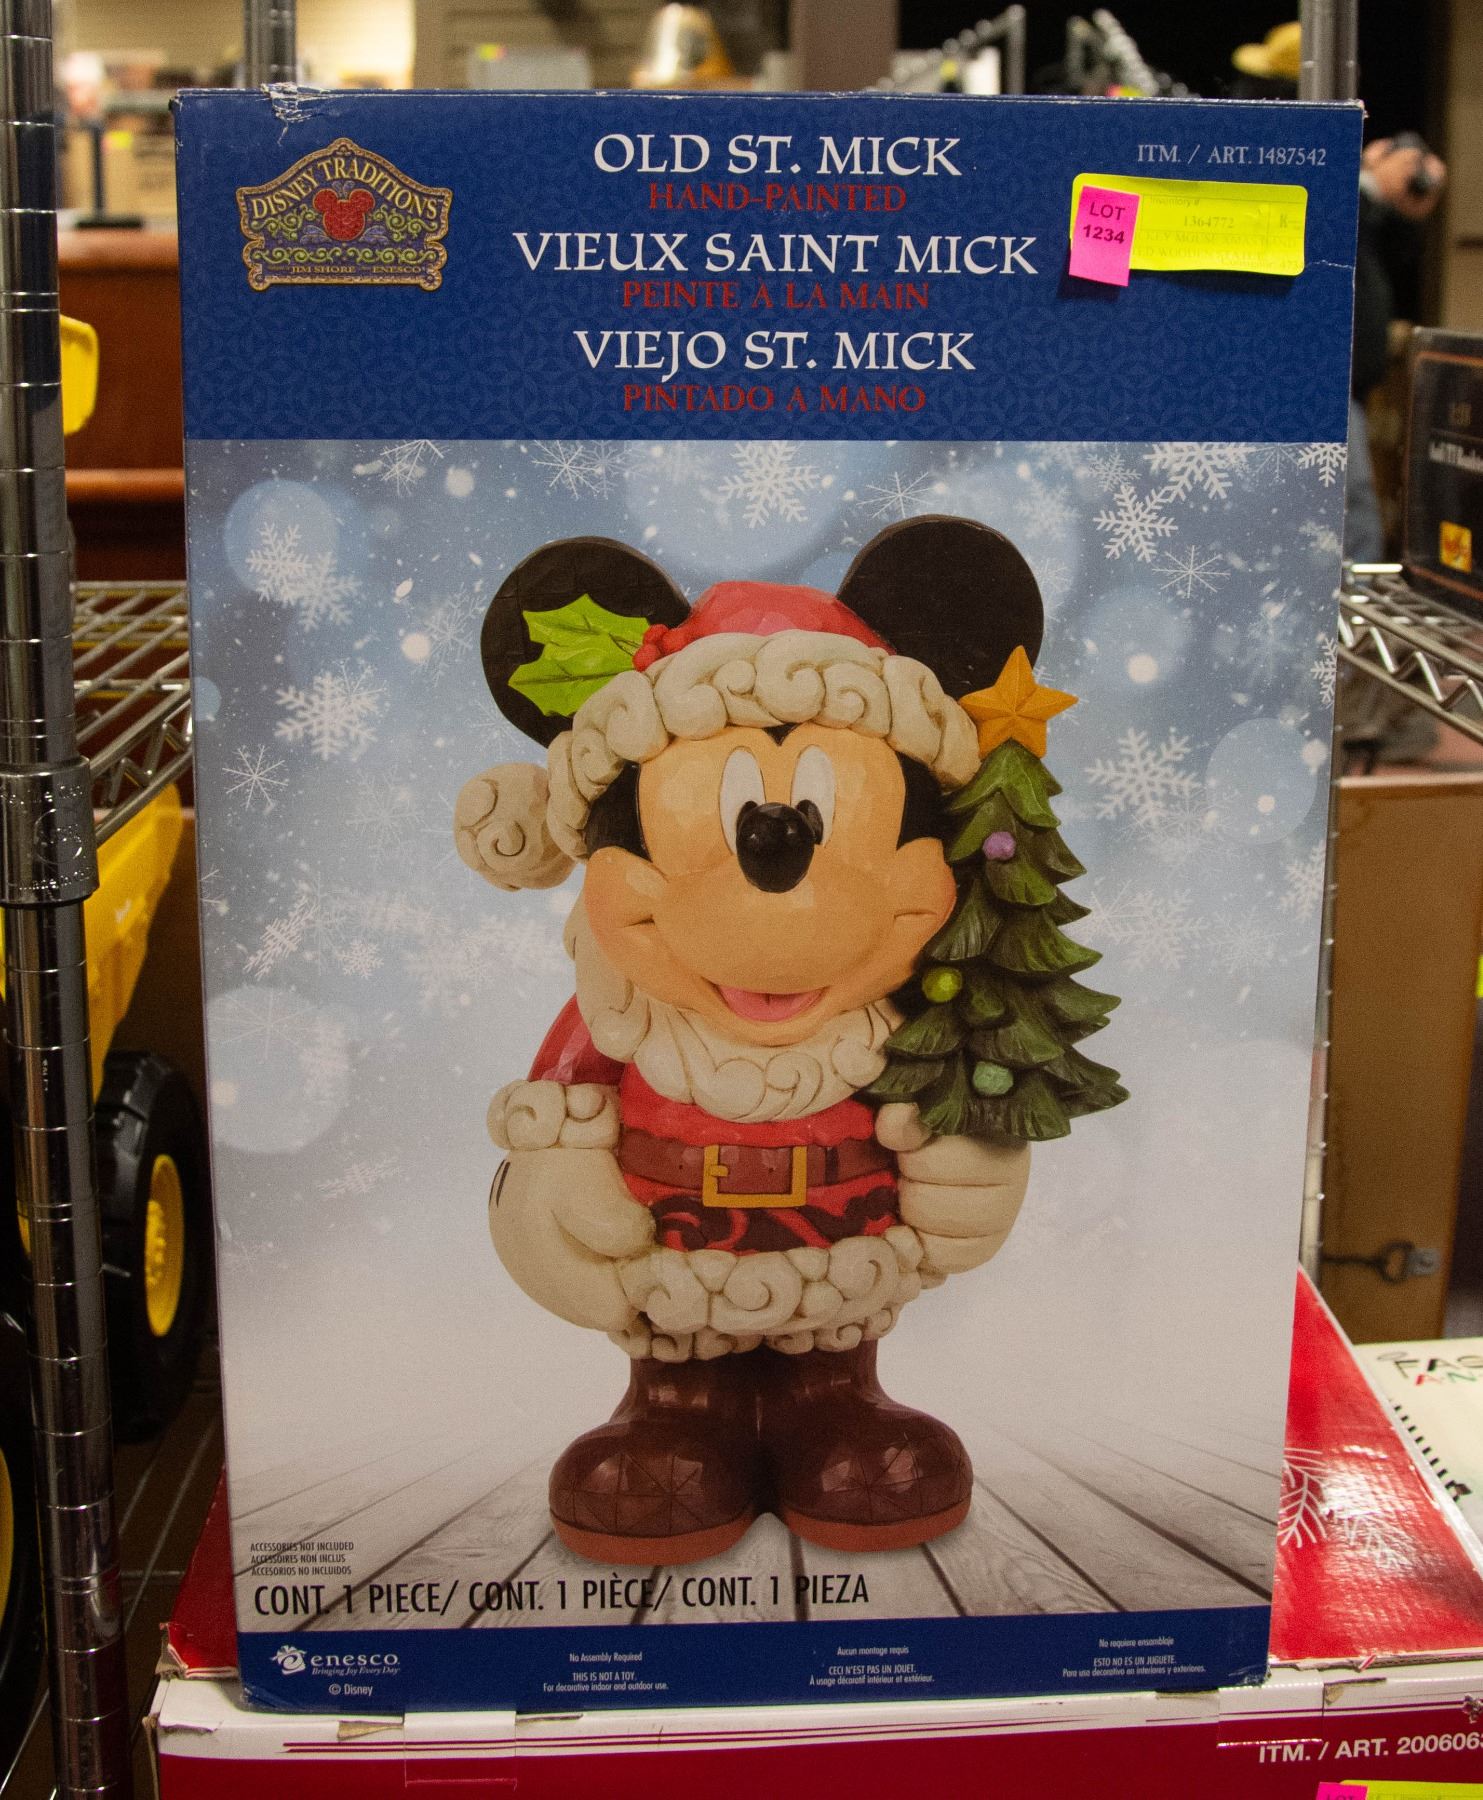 DISNEY TRADITIONS
JIM SHORE ENESCO
OLD ST. MICK
HAND-PAINTED
VIEUX SAINT MICK
PEINTE A LA MAIN
VIEJO ST. MICK
PINTADO A MANO
ITM. / ART. 1487542
LOT
1234
Inventory#
1364772
ACCESSORIES NOT INCLUDED
ACCESSOIRES NON INCLUS
ACCESORIOS NO INCLUIDOS
CONT. 1 PIECE/ CONT. 1 PIÈCE/ CONT. 1 PIEZA
enesco
Bringing Joy Every Day
© Disney
No Assembly Required
THIS IS NOT A TOY.
For decorative indoor and outdoor use.
Aucun montage requis
CECI N'EST PAS UN JOUET.
À usage décoratif intérieur et extérieur.
No requiere ensamblaje
ESTO NO ES UN JUGUETE.
Para uso decorativo en interiores y exteriores.
ITM. / ART. 200606